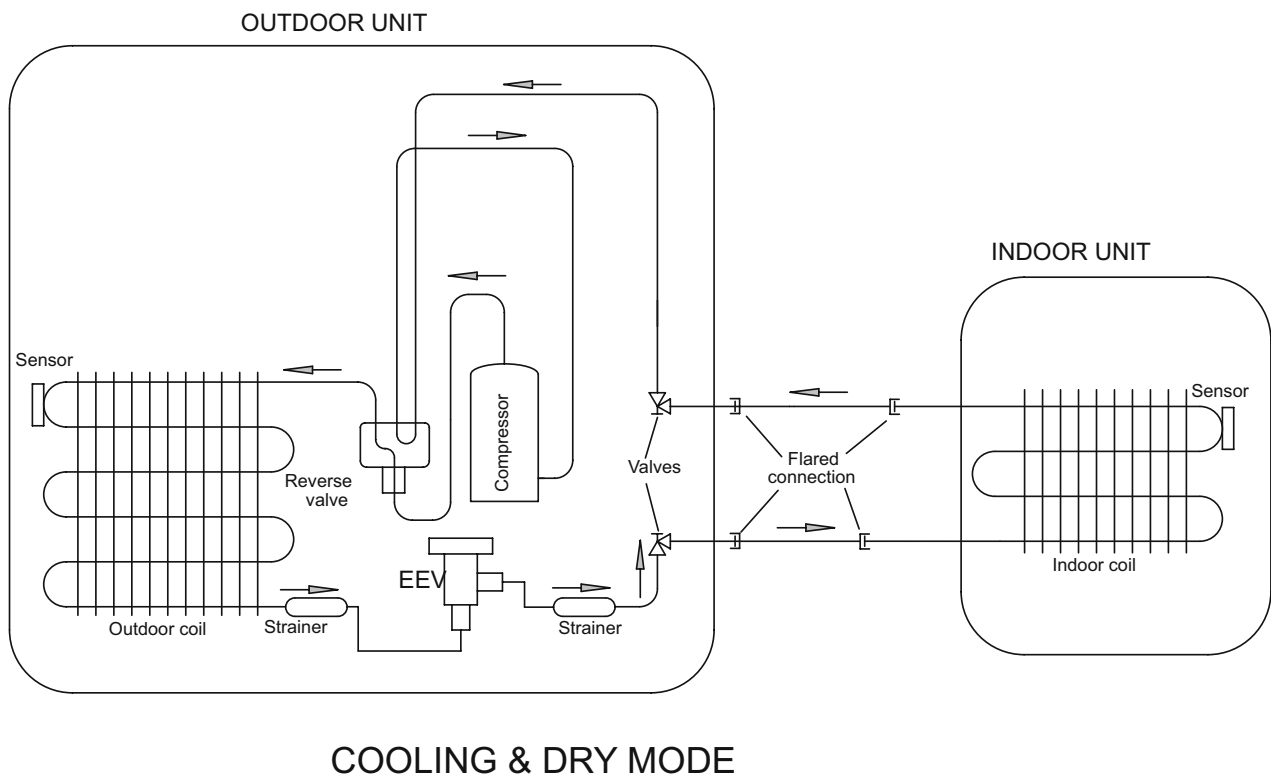 OUTDOOR UNIT
INDOOR UNIT
Sensor
Sensor
Compressor
Reverse
valve
Valves
Flared
connection
EEV
Indoor coil
Outdoor coil
Strainer
Strainer
COOLING & DRY MODE